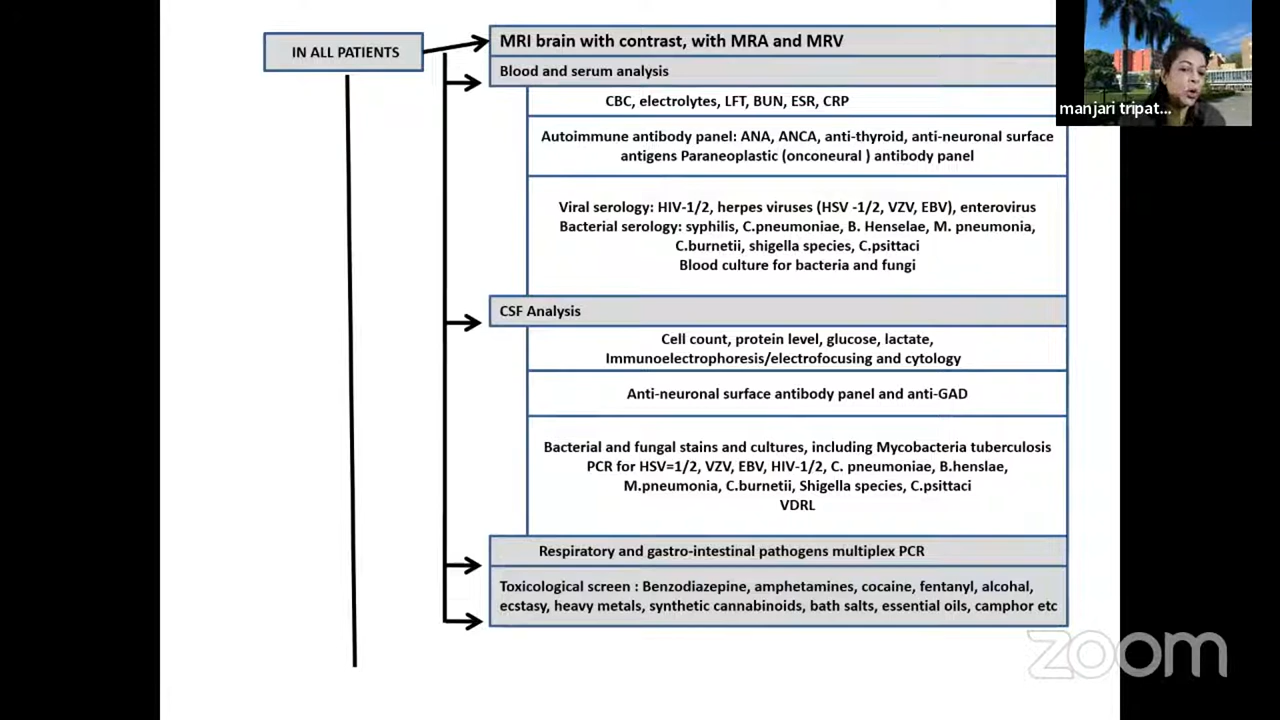 IN ALL PATIENTS
MRI brain with contrast, with MRA and MRV
Blood and serum analysis
CBC, electrolytes, LFT, BUN, ESR, CRP
Autoimmune antibody panel: ANA, ANCA, anti-thyroid, anti-neuronal surface
antigens Paraneoplastic (onconeural ) antibody panel
Viral serology: HIV-1/2, herpes viruses (HSV -1/2, VZV, EBV), enterovirus
Bacterial serology: syphilis, C.pneumoniae, B. Henselae, M. pneumonia,
C.burnetii, shigella species, C.psittaci
Blood culture for bacteria and fungi
CSF Analysis
Cell count, protein level, glucose, lactate,
Immunoelectrophoresis/electrofocusing and cytology
Anti-neuronal surface antibody panel and anti-GAD
Bacterial and fungal stains and cultures, including Mycobacteria tuberculosis
PCR for HSV=1/2, VZV, EBV, HIV-1/2, C. pneumoniae, B.henslae,
M.pneumonia, C.burnetii, Shigella species, C.psittaci
VDRL
Respiratory and gastro-intestinal pathogens multiplex PCR
Toxicological screen : Benzodiazepine, amphetamines, cocaine, fentanyl, alcohal,
ecstasy, heavy metals, synthetic cannabinoids, bath salts, essential oils, camphor etc
manjari tripat...
zoom